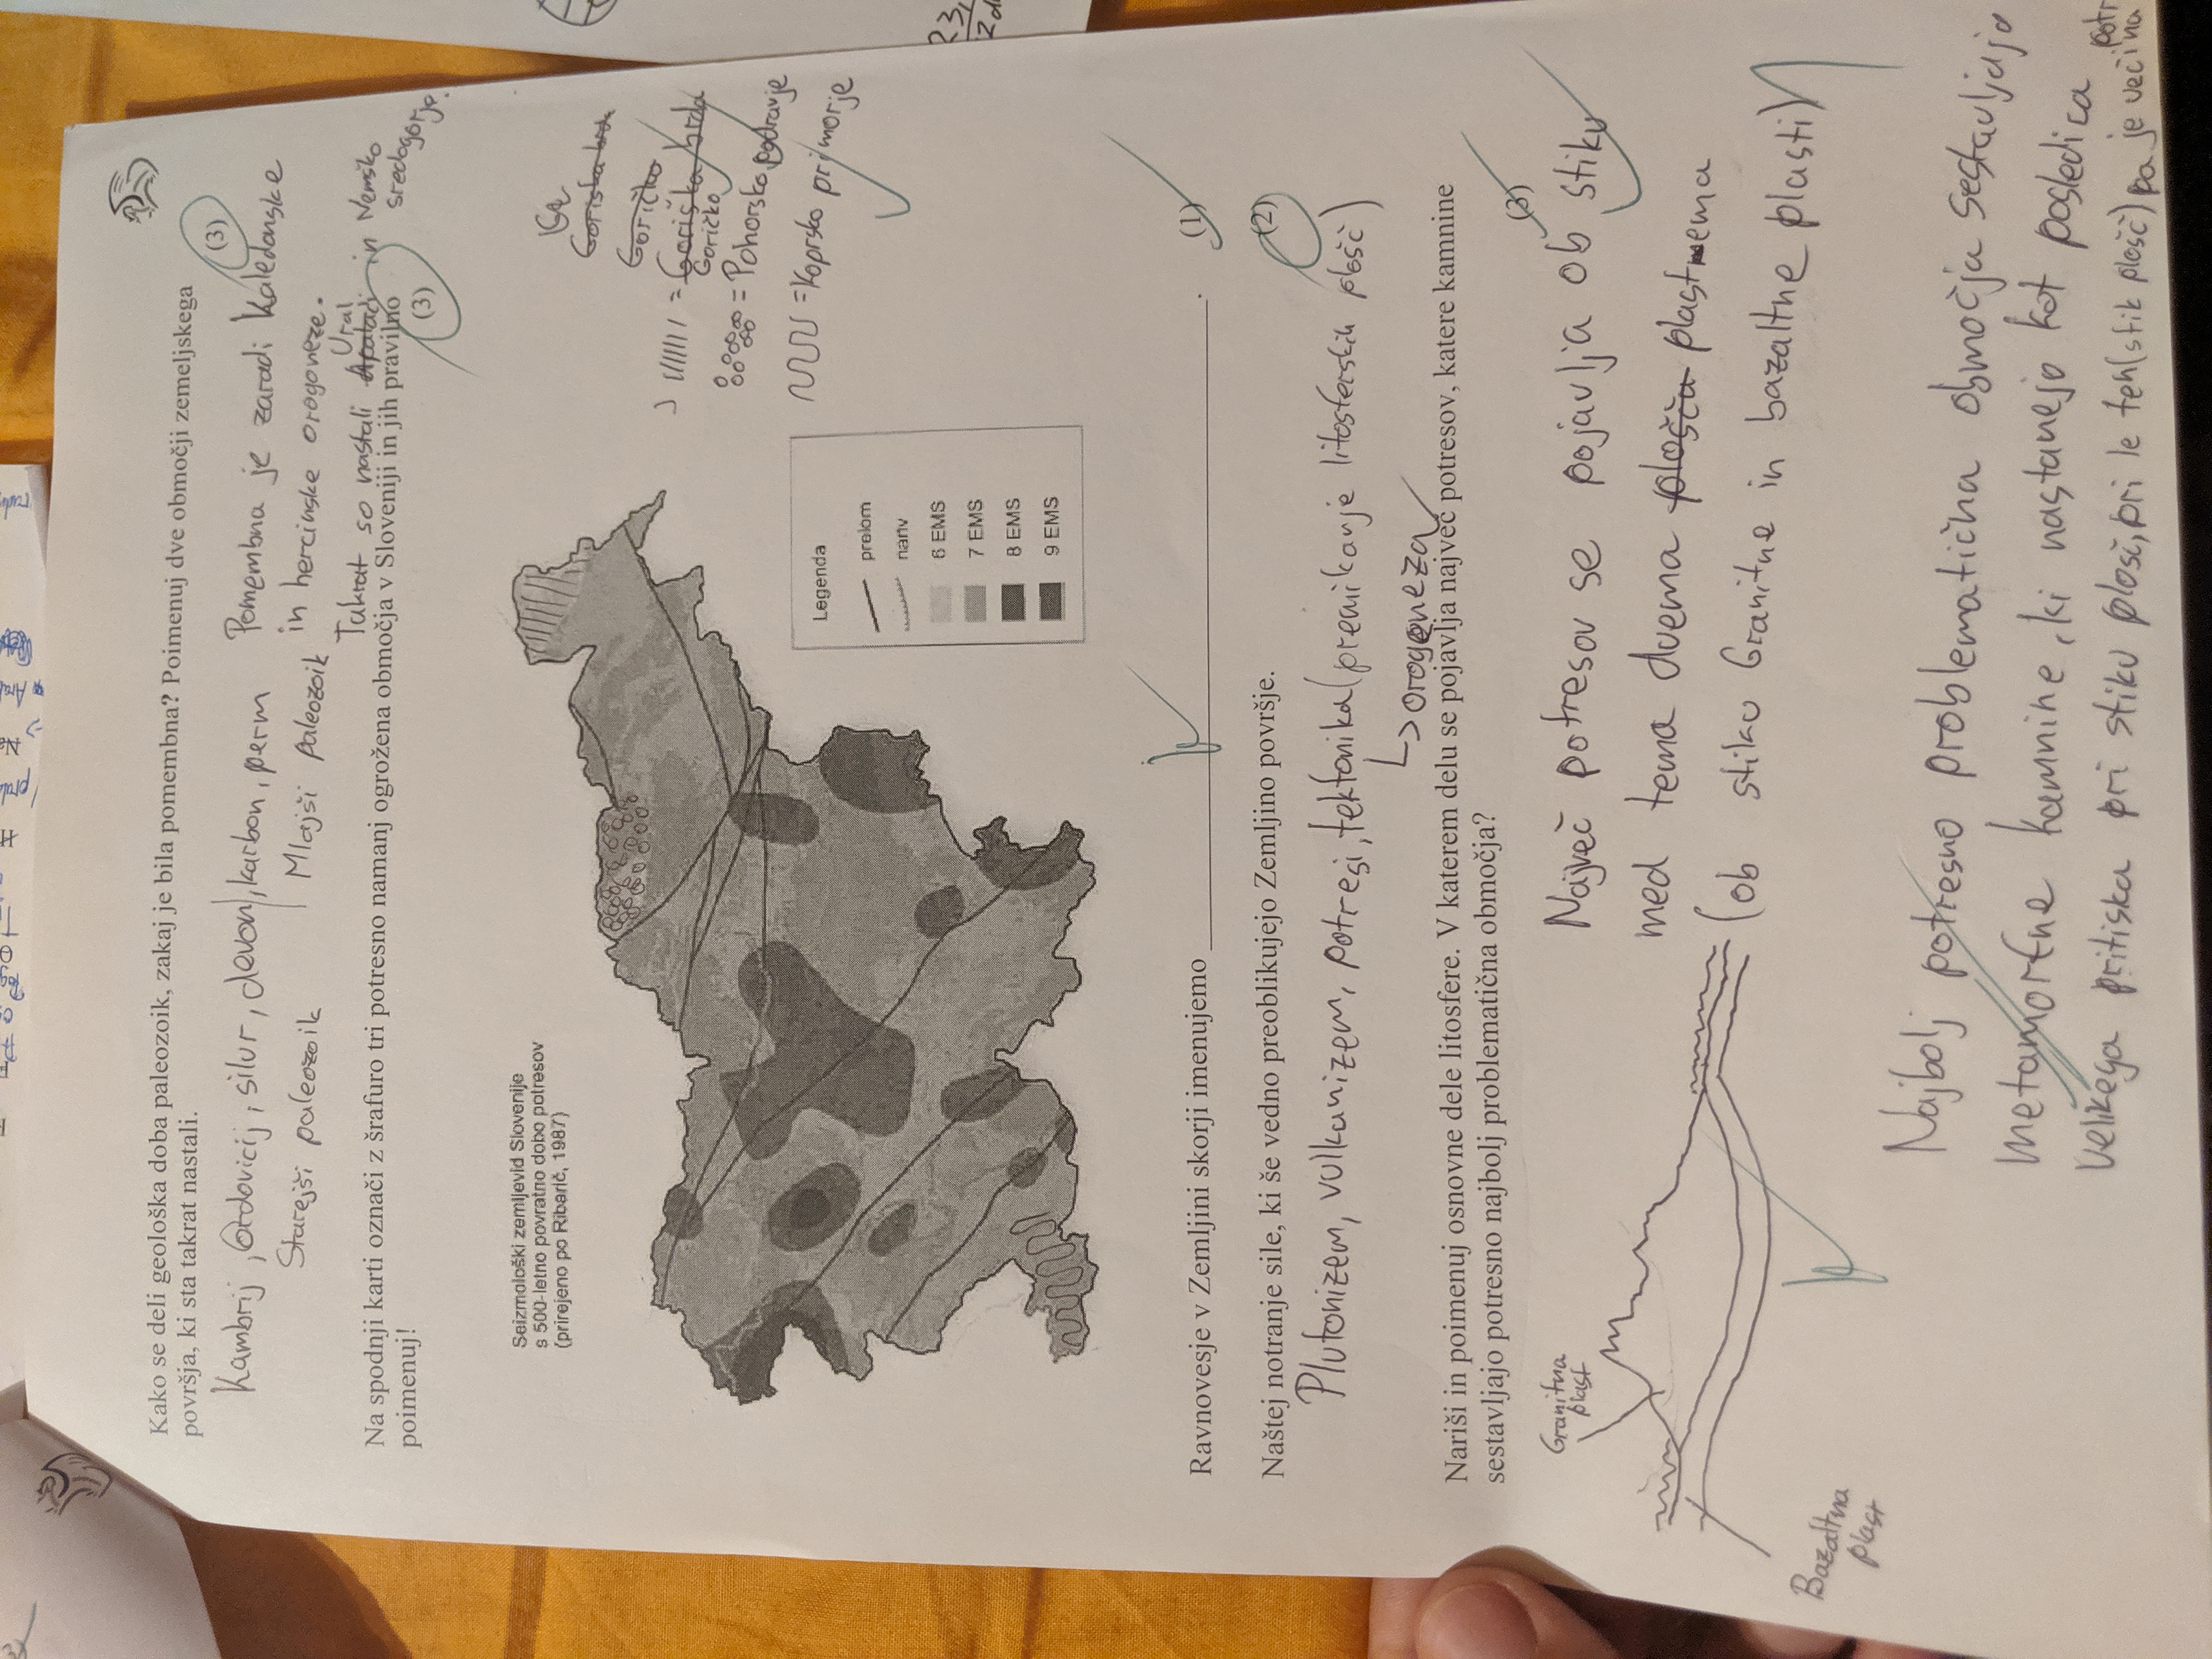 Kako se deli geološka doba paleozoik, zakaj je bila pomembna? Poimenuj dve območji zemeljskega
površja, ki sta takrat nastali.
(3)
Kambrij, Ordovicij, silur, devon, karbon, perm
Starejši paleozoik
Mlajši paleozoik
Pomembna je zaradi kaledonske
in hercinske orogoneze.
Ural
Takrat so nastali Apalači in Nemško
sredogorje.
Na spodnji karti označi z šrafuro tri potresno namanj ogrožena območja v Sloveniji in jih pravilno
poimenuj!
(3)
Seizmološki zemljevid Slovenije
s 500-letno povratno dobo potresov
(prirejeno po Ribarič, 1987)
Goriška brda
Goričko
= Goriška brda
Goričko
= Pohorsko podravje
= Koprsko primorje
Legenda
prelom
nariv
6 EMS
7 EMS
8 EMS
9 EMS
Ravnovesje v Zemljini skorji imenujemo ________________ .
(1)
Naštej notranje sile, ki še vedno preoblikujejo Zemljino površje.
(2)
Plutonizem, vulkanizem, potresi, tektonika (premikanje litosferskih plošč)
orogeneza
Nariši in poimenuj osnovne dele litosfere. V katerem delu se pojavlja največ potresov, katere kamnine
sestavljajo potresno najbolj problematična območja?
(3)
Granitna
plast
Bazaltna
plast
Največ potresov se pojavlja ob stiku
med tema dvema plošča plastmema
(ob stiku Granitne in bazaltne plasti)
Najbolj potresno problematična območja sestavljajo
metamorfne kamnine, ki nastanejo kot posledica
velikega pritiska pri stiku plosč, pri le teh (stik plošč) pa je večina